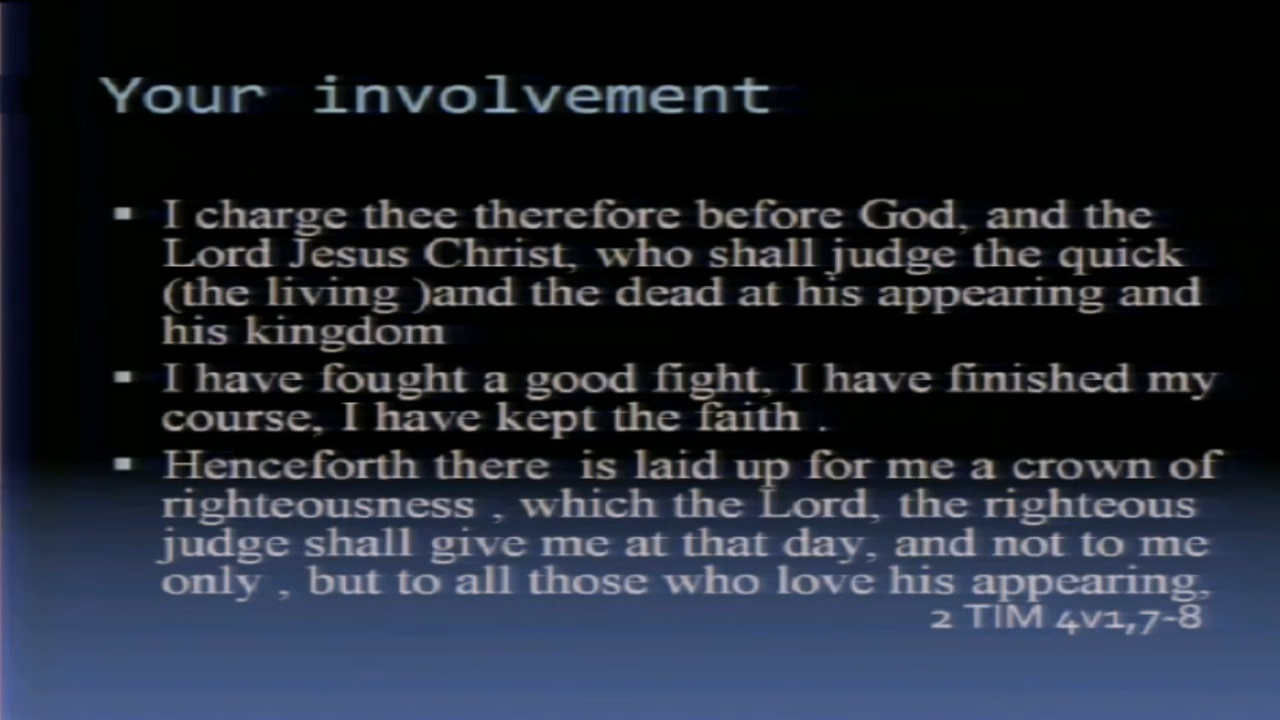 Your involvement
▪ I charge thee therefore before God, and the
Lord Jesus Christ, who shall judge the quick
(the living )and the dead at his appearing and
his kingdom
▪ I have fought a good fight, I have finished my
course, I have kept the faith .
▪ Henceforth there  is laid up for me a crown of
righteousness , which the Lord, the righteous
judge shall give me at that day, and not to me
only , but to all those who love his appearing,
2 TIM 4v1,7-8